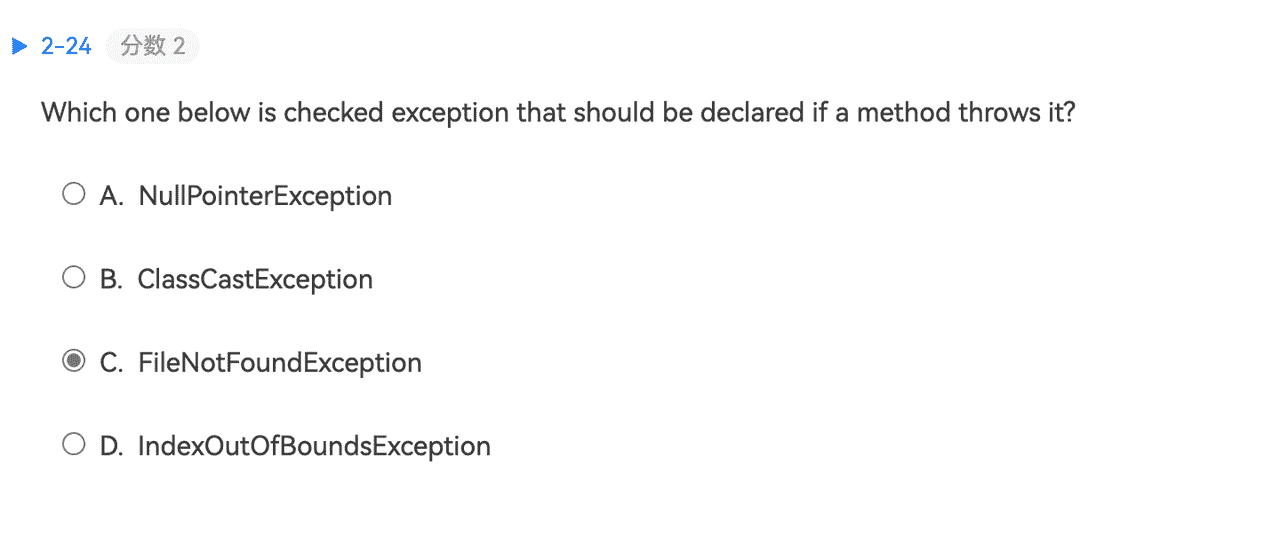 2-24 分数 2
Which one below is checked exception that should be declared if a method throws it?
A. NullPointerException
B. ClassCastException
C. FileNotFoundException
D. IndexOutOfBoundsException